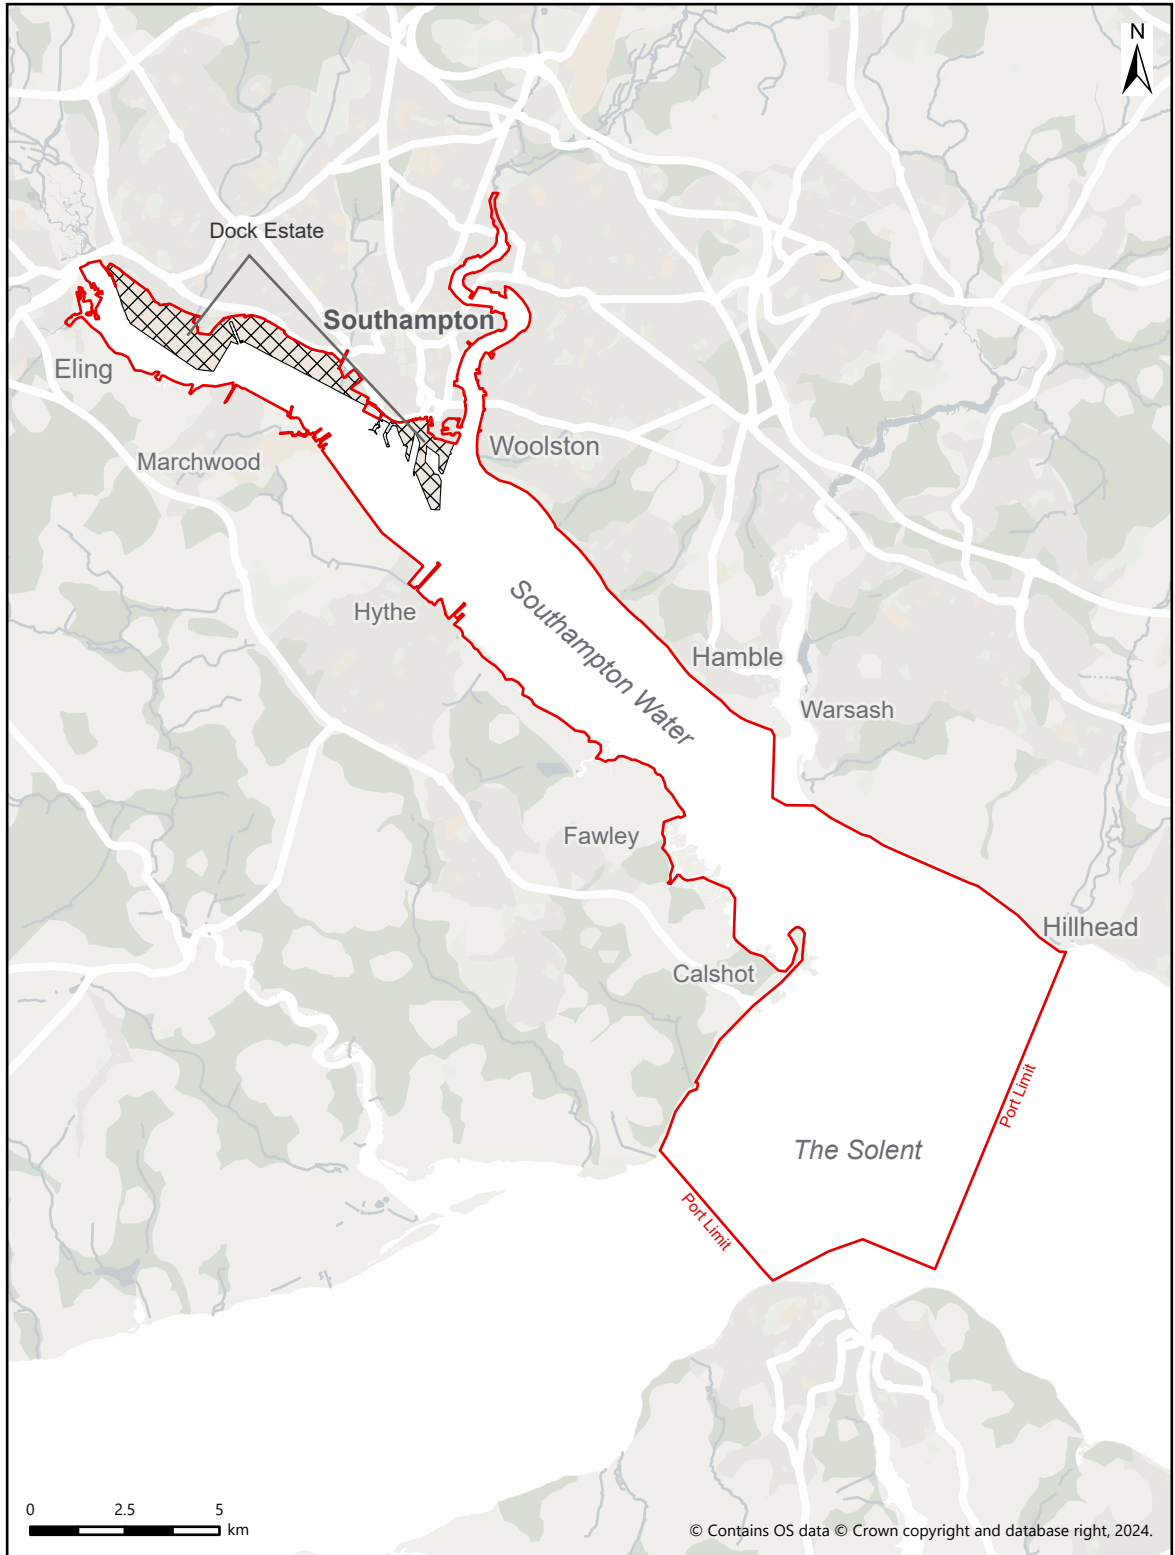 N
Dock Estate
Southampton
Eling
Woolston
Marchwood
Hythe
Southampton Water
Hamble
Warsash
Fawley
Hillhead
Calshot
Port Limit
The Solent
Port Limit
0 2.5 5
km
© Contains OS data © Crown copyright and database right, 2024.